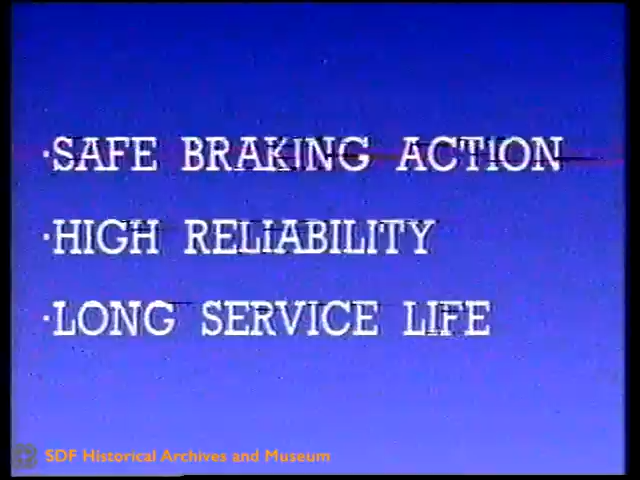 ·SAFE BRAKING ACTION
·HIGH RELIABILITY
·LONG SERVICE LIFE
SDF Historical Archives and Museum